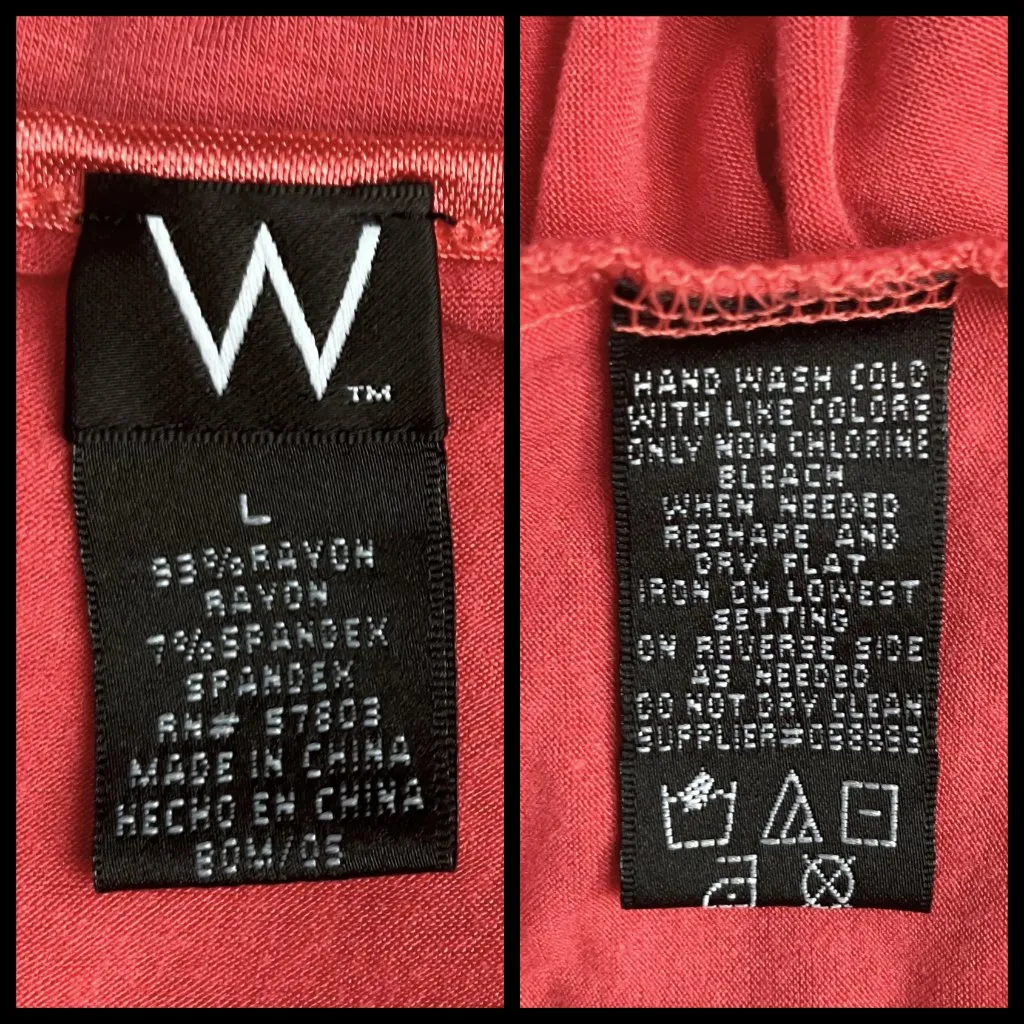 W
TM
L
RAYON
RAYON
7%SPANDEX
SPANDEX
RN# 57803
MADE IN CHINA
HECHO EN CHINA
HAND WASH COLD
WITH LIKE COLORS
ONLY NON CHLORINE
BLEACH
WHEN NEEDED
RESHAPE AND
DRY FLAT
IRON ON LOWEST
SETTING
ON REVERSE SIDE
AS NEEDED
DO NOT DRY CLEAN